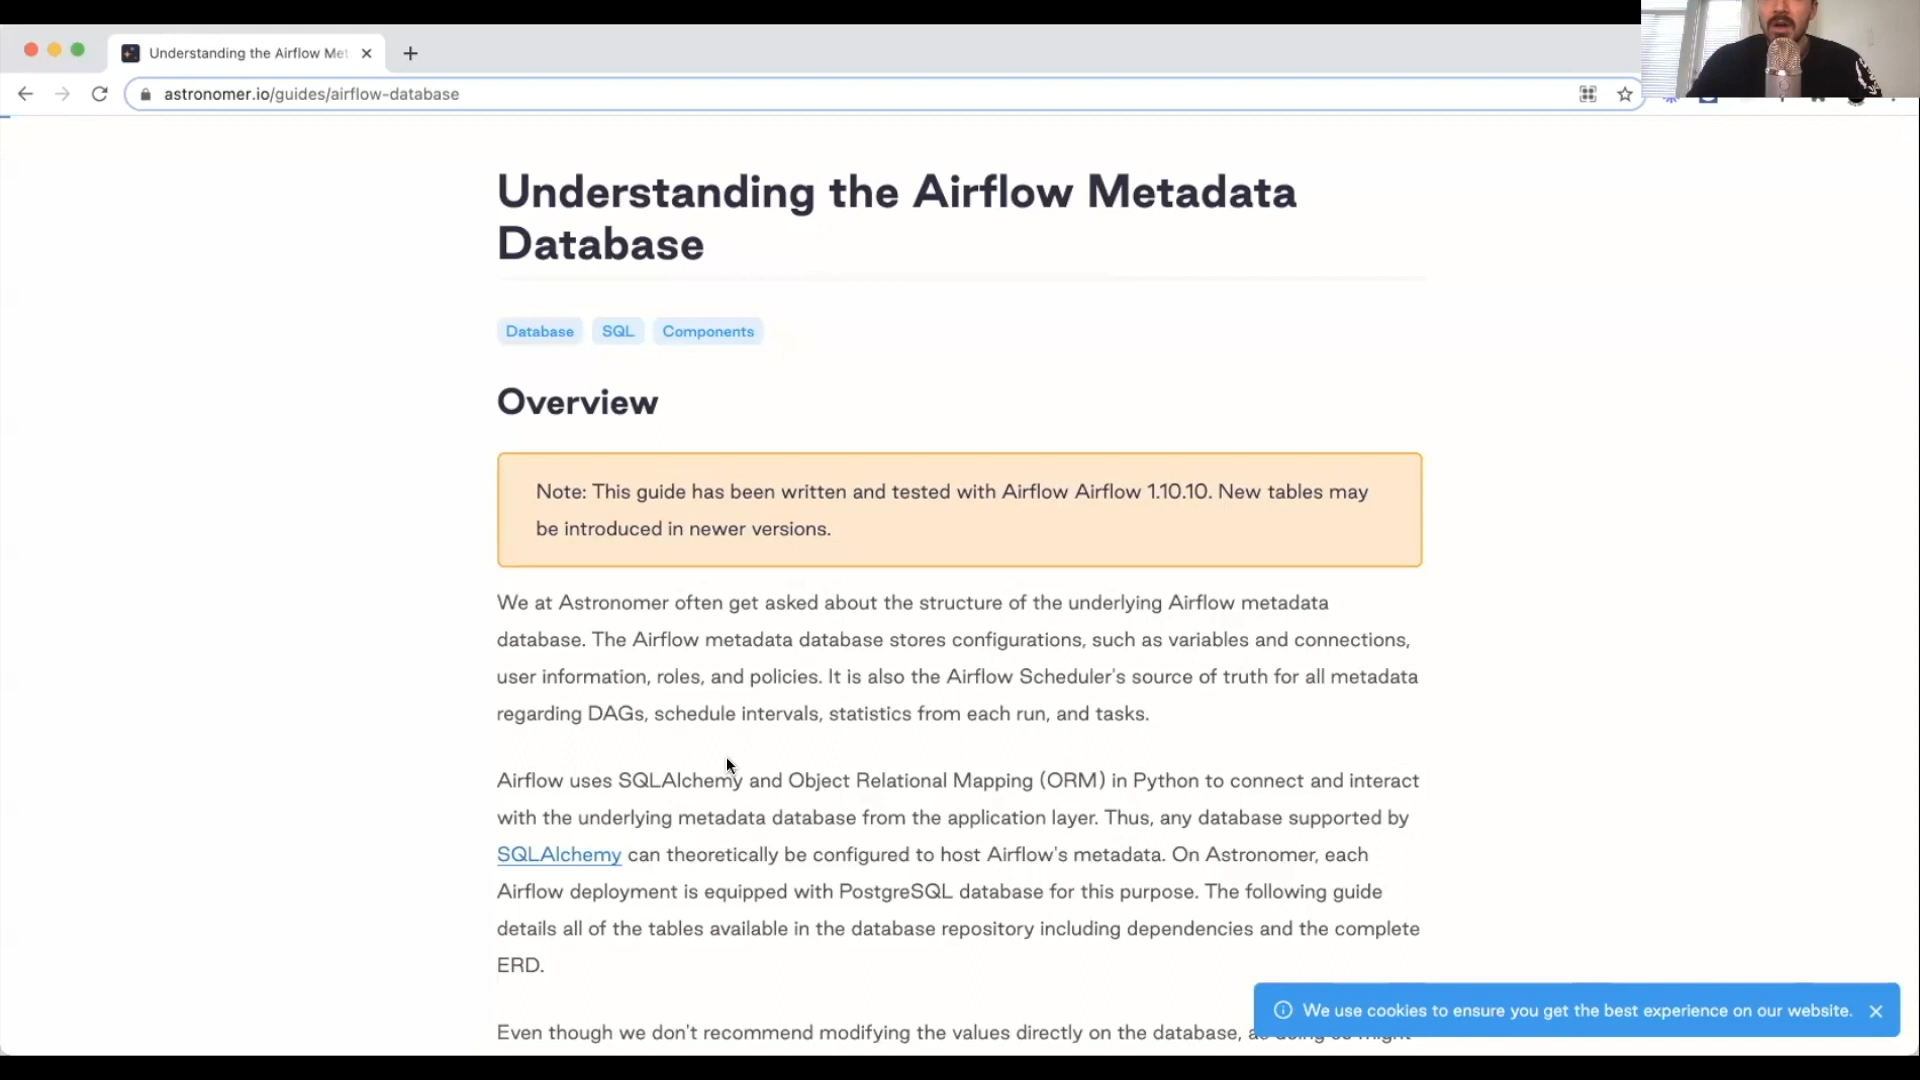 Understanding the Airflow Met
astronomer.io/guides/airflow-database
Understanding the Airflow Metadata
Database
Database SQL Components
Overview
Note: This guide has been written and tested with Airflow Airflow 1.10.10. New tables may
be introduced in newer versions.
We at Astronomer often get asked about the structure of the underlying Airflow metadata
database. The Airflow metadata database stores configurations, such as variables and connections,
user information, roles, and policies. It is also the Airflow Scheduler's source of truth for all metadata
regarding DAGs, schedule intervals, statistics from each run, and tasks.
Airflow uses SQLAlchemy and Object Relational Mapping (ORM) in Python to connect and interact
with the underlying metadata database from the application layer. Thus, any database supported by
SQLAlchemy can theoretically be configured to host Airflow's metadata. On Astronomer, each
Airflow deployment is equipped with PostgreSQL database for this purpose. The following guide
details all of the tables available in the database repository including dependencies and the complete
ERD.
Even though we don't recommend modifying the values directly on the database,
We use cookies to ensure you get the best experience on our website.